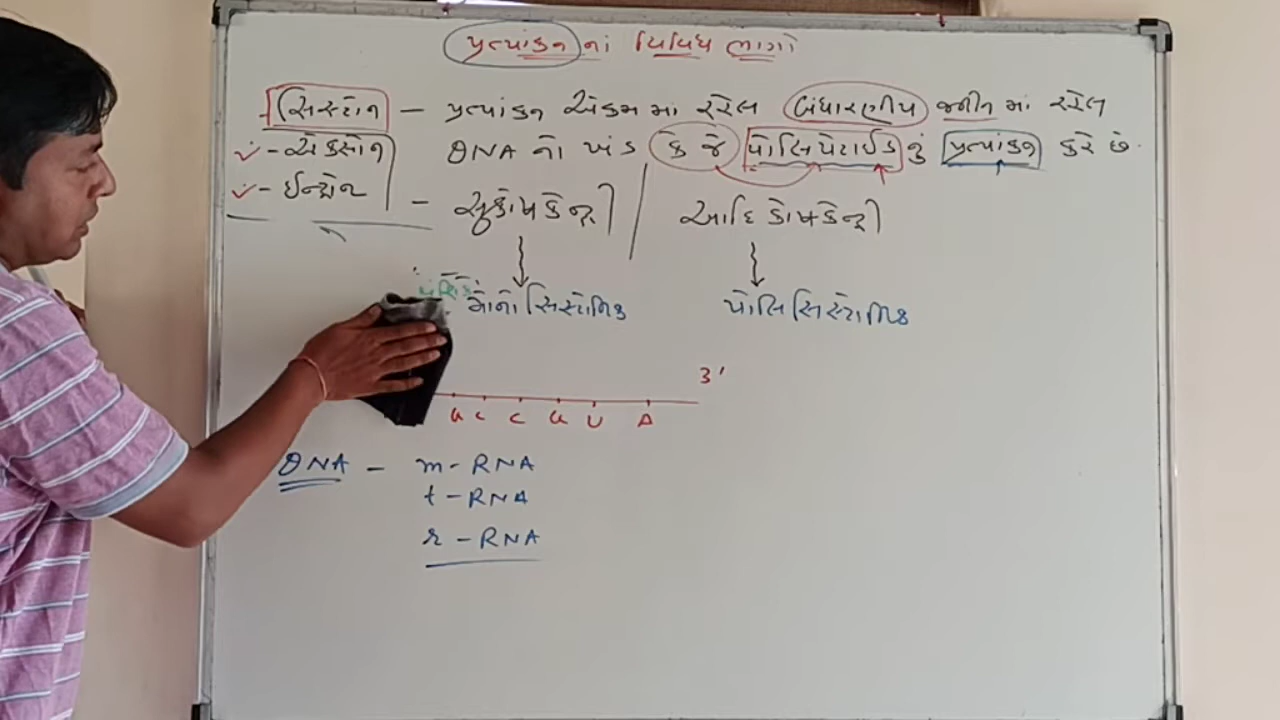 પ્રત્યાંકનનાં વિવિધ ભાગો
સિસ્ટ્રોન – પ્રત્યાંકન એકમમાં રહેલ બંધારણીય જનીનમાં રહેલ
- એક્સોન DNA નો ખંડ કે જે પોલિપેપ્ટાઈડનું પ્રત્યાંકન કરે છે.
- ઈન્ટ્રોન – સુકોષકેન્દ્રી / આદિકોષકેન્દ્રી
મોનોસિસ્ટ્રોનિક પોલિસિસ્ટ્રોનિક
3'
G C C G U A
DNA – m-RNA
t-RNA
r-RNA